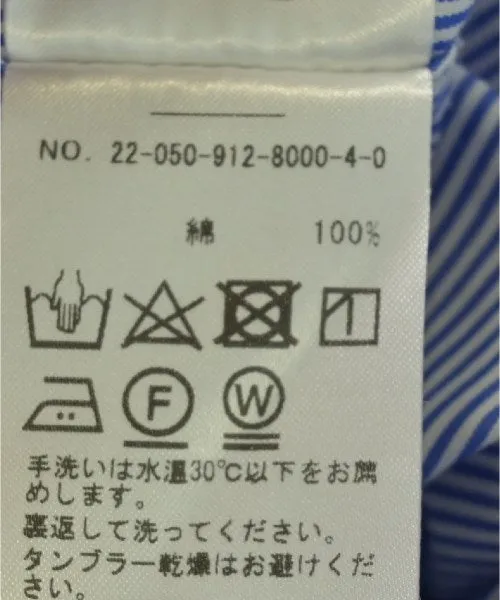 NO. 22-050-912-8000-4-0
綿 100%
F W
手洗いは水温30℃以下をお薦
めします。
裏返して洗ってください。
タンブラー乾燥はお避けくだ
さい。